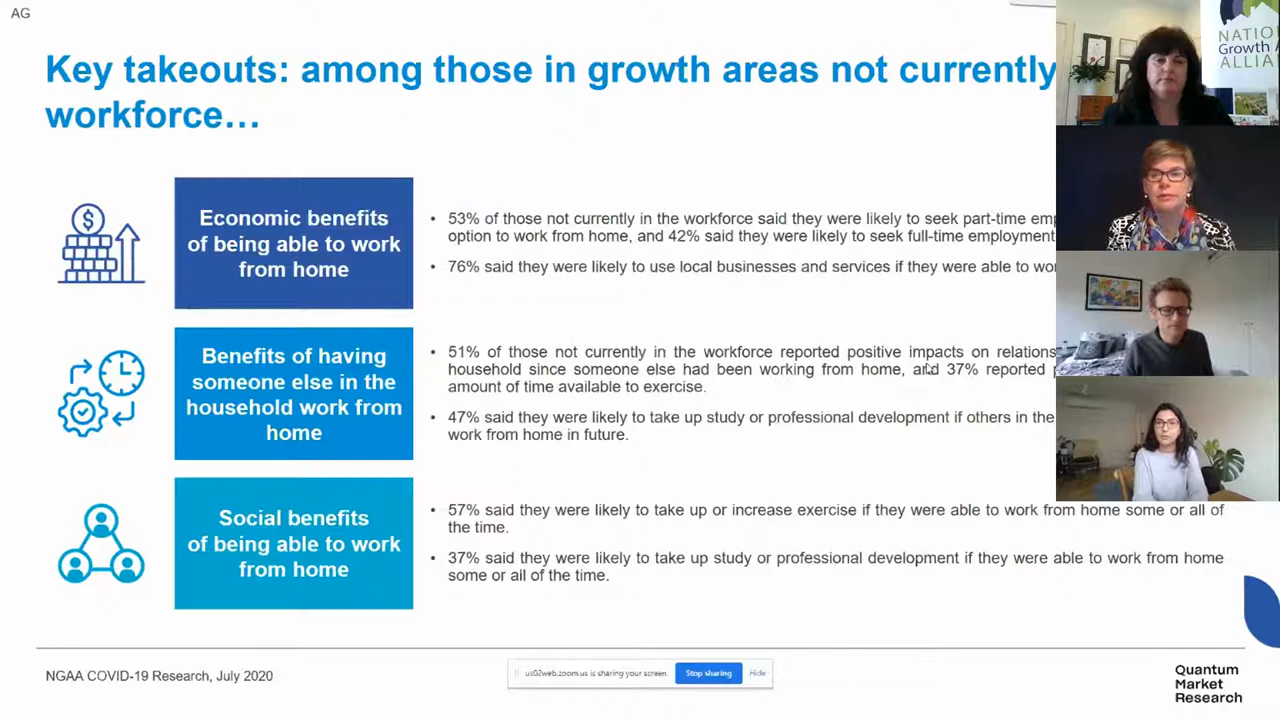 AG
Key takeouts: among those in growth areas not currently
workforce…
Economic benefits
of being able to work
from home
• 53% of those not currently in the workforce said they were likely to seek part-time
option to work from home, and 42% said they were likely to seek full-time employment
• 76% said they were likely to use local businesses and services if they were able to
Benefits of having
someone else in the
household work from
home
• 51% of those not currently in the workforce reported positive impacts on
household since someone else had been working from home, and 37% reported
amount of time available to exercise.
• 47% said they were likely to take up study or professional development if others in the
work from home in future.
Social benefits
of being able to work
from home
• 57% said they were likely to take up or increase exercise if they were able to work from home some or all of
the time.
• 37% said they were likely to take up study or professional development if they were able to work from home
some or all of the time.
NGAA COVID-19 Research, July 2020
us02web.zoom.us is sharing your screen.
Stop sharing
Hide
Quantum
Market
Research
Growth